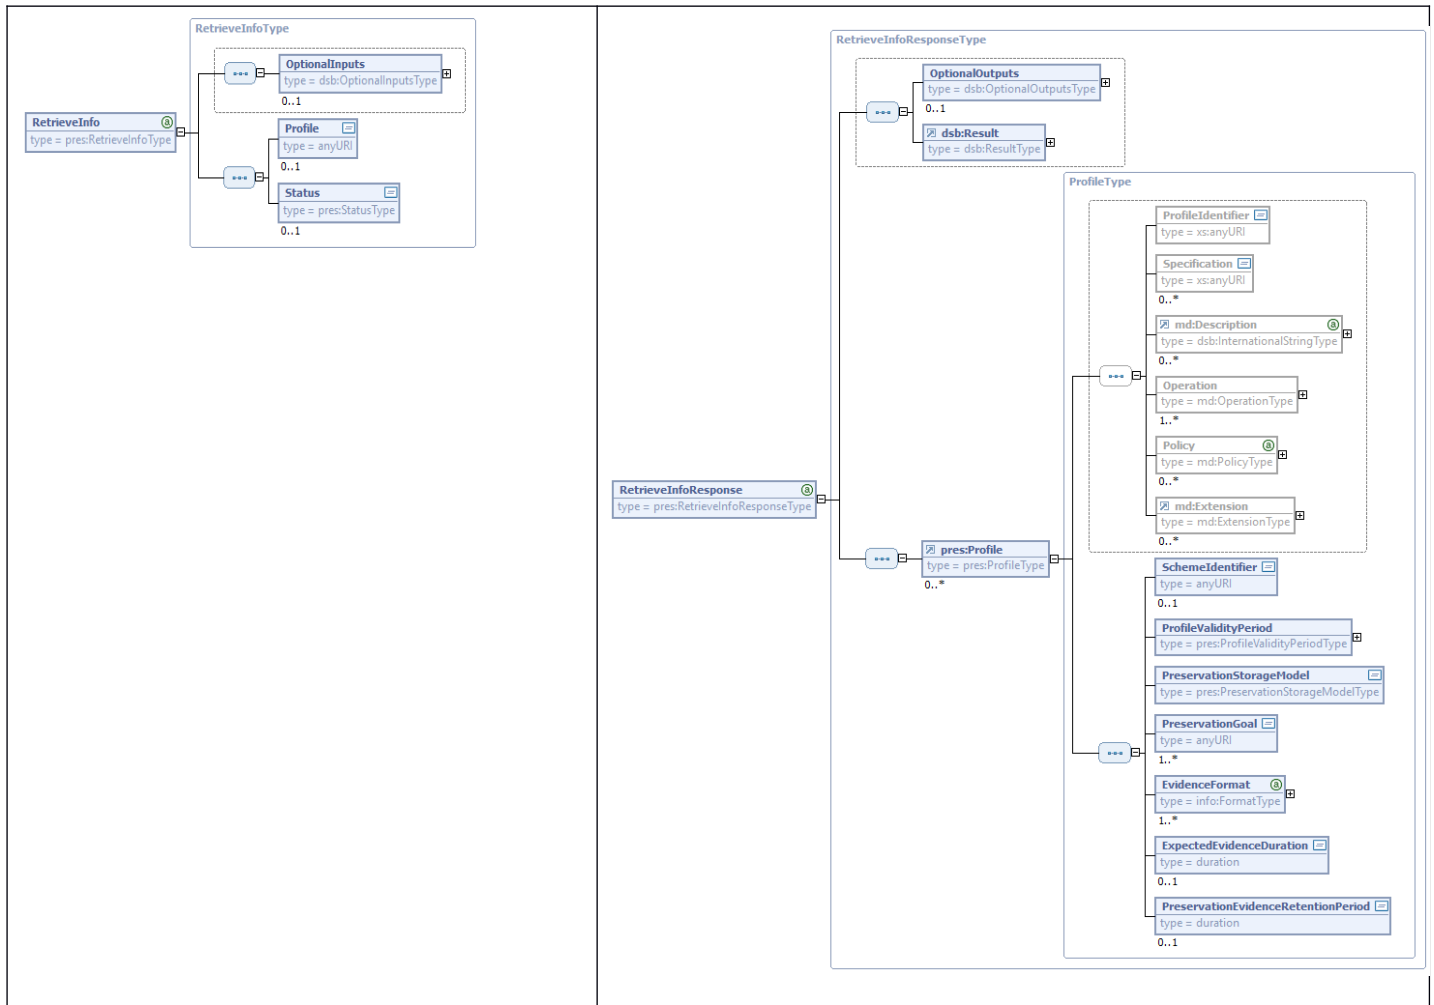 RetrieveInfoType
OptionalInputs
type = dsb:OptionalInputsType
0..1
RetrieveInfo
type = pres:RetrieveInfoType
Profile
type = anyURI
0..1
Status
type = pres:StatusType
0..1
RetrieveInfoResponseType
OptionalOutputs
type = dsb:OptionalOutputsType
0..1
dsb:Result
type = dsb:ResultType
ProfileType
ProfileIdentifier
type = xs:anyURI
Specification
type = xs:anyURI
0..*
md:Description
type = dsb:InternationalStringType
0..*
Operation
type = md:OperationType
1..*
Policy
type = md:PolicyType
0..*
md:Extension
type = md:ExtensionType
0..*
RetrieveInfoResponse
type = pres:RetrieveInfoResponseType
pres:Profile
type = pres:ProfileType
0..*
SchemeIdentifier
type = anyURI
0..1
ProfileValidityPeriod
type = pres:ProfileValidityPeriodType
PreservationStorageModel
type = pres:PreservationStorageModelType
PreservationGoal
type = anyURI
1..*
EvidenceFormat
type = info:FormatType
1..*
ExpectedEvidenceDuration
type = duration
0..1
PreservationEvidenceRetentionPeriod
type = duration
0..1